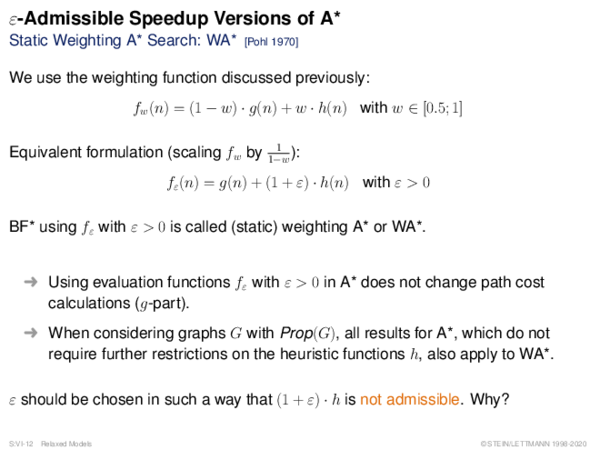 ε-Admissible Speedup Versions of A*
Static Weighting A* Search: WA* [Pohl 1970]
We use the weighting function discussed previously:
f_w(n) = (1 − w) · g(n) + w · h(n) with w ∈ [0.5; 1]
Equivalent formulation (scaling f_w by 1/(1−w)):
f_ε(n) = g(n) + (1 + ε) · h(n) with ε > 0
BF* using f_ε with ε > 0 is called (static) weighting A* or WA*.
➜ Using evaluation functions f_ε with ε > 0 in A* does not change path cost
calculations (g-part).
➜ When considering graphs G with Prop(G), all results for A*, which do not
require further restrictions on the heuristic functions h, also apply to WA*.
ε should be chosen in such a way that (1 + ε) · h is not admissible. Why?
S:VI-12 Relaxed Models ©STEIN/LETTMANN 1998-2020